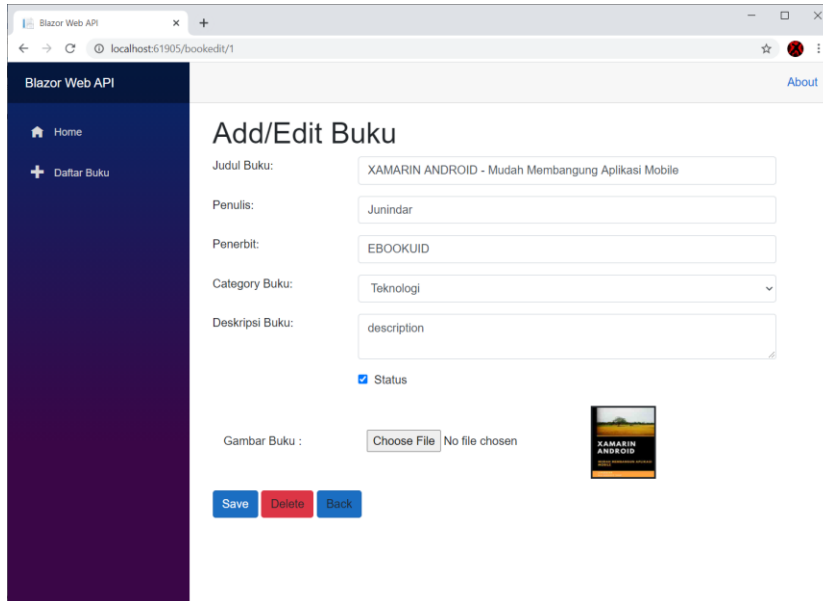 Blazor Web API
localhost:61905/bookedit/1
Blazor Web API
About
Home
Daftar Buku
Add/Edit Buku
Judul Buku: XAMARIN ANDROID - Mudah Membangung Aplikasi Mobile
Penulis: Junindar
Penerbit: EBOOKUID
Category Buku: Teknologi
Deskripsi Buku: description
Status
Gambar Buku : Choose File No file chosen
XAMARIN
ANDROID
Save Delete Back